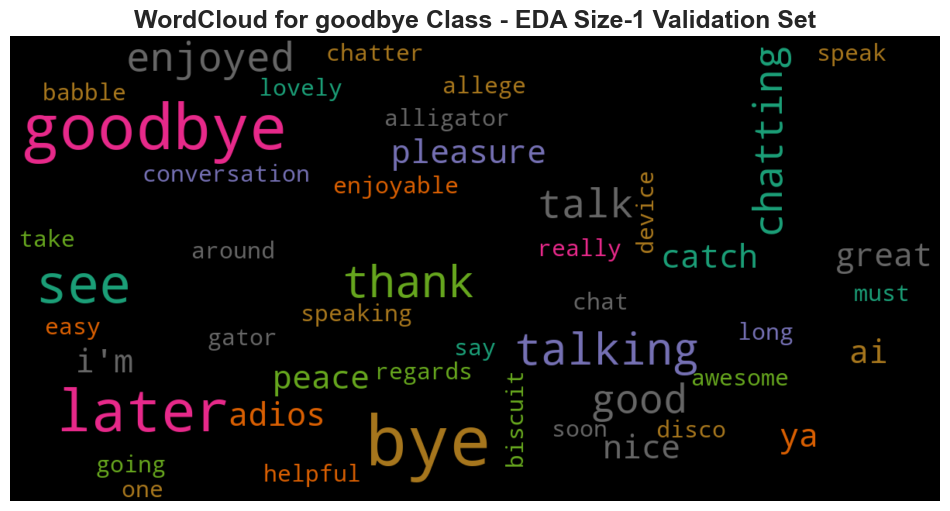 WordCloud for goodbye Class - EDA Size-1 Validation Set
enjoyed
chatter
speak
babble
lovely
allege
chatting
goodbye
alligator
pleasure
conversation
enjoyable
talk
device
take
around
really
catch
great
see
thank
chat
must
easy
speaking
gator
say
talking
long
ai
i'm
peace
regards
awesome
later
adios
bye
biscuit
good
soon
nice
disco
ya
going
helpful
one